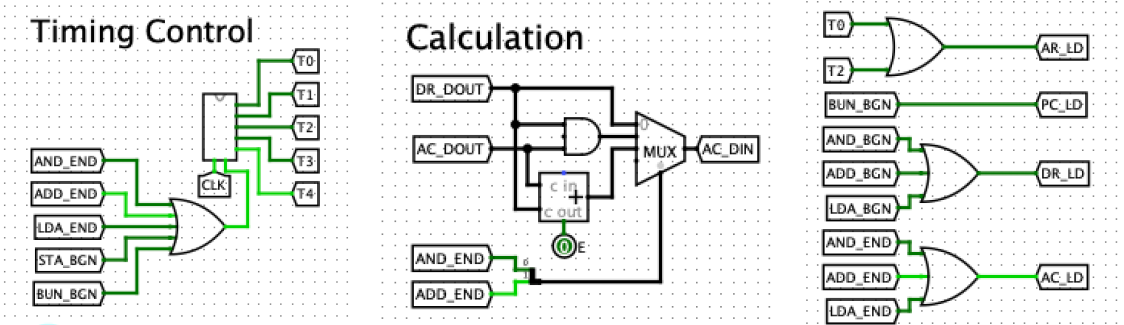 Timing Control
T0
T1
T2
T3
T4
CLK
AND_END
ADD_END
LDA_END
STA_BGN
BUN_BGN
Calculation
DR_DOUT
AC_DOUT
0
MUX
AC_DIN
c in
+
c out
0
E
AND_END
ADD_END
0
1
T0
T2
AR_LD
BUN_BGN
PC_LD
AND_BGN
ADD_BGN
LDA_BGN
DR_LD
AND_END
ADD_END
LDA_END
AC_LD